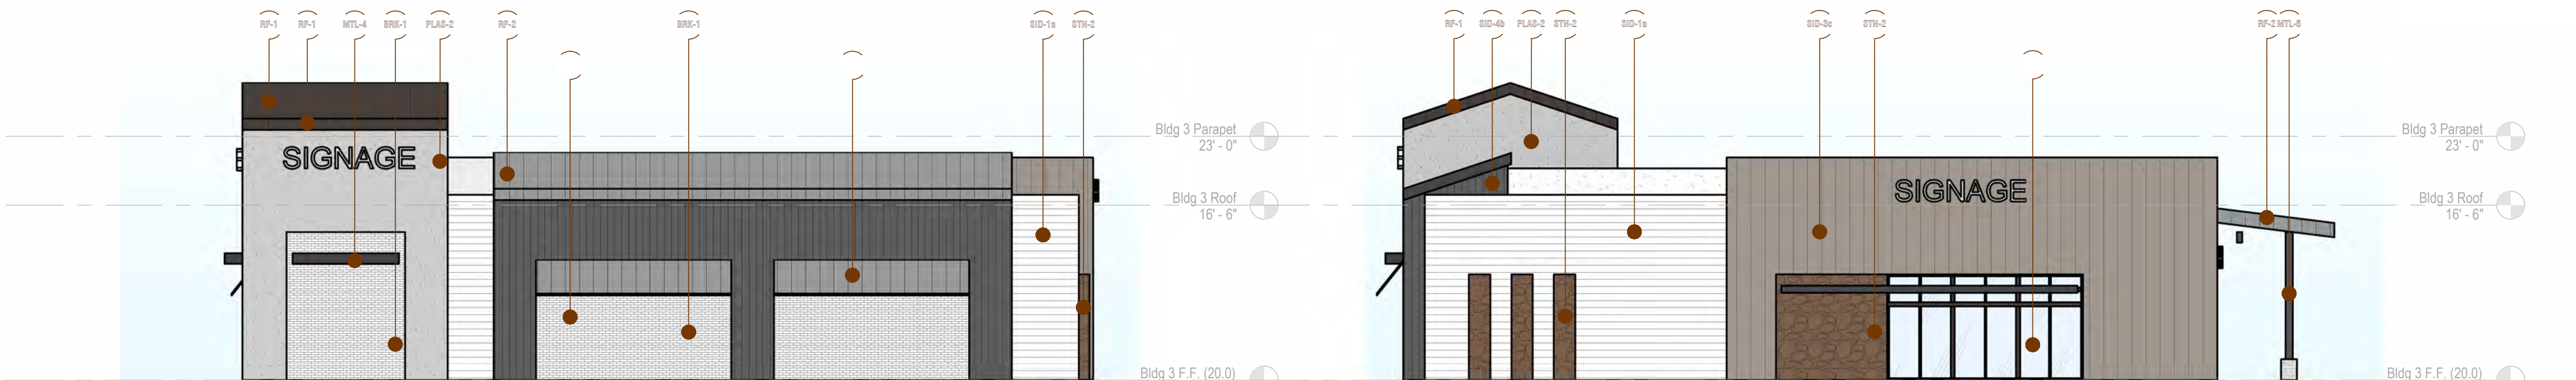 RF-1 RF-1 MTL-4 BRK-1 PLAS-2 RF-2 BRK-1 SID-1a STN-2 RF-1 SID-4b PLAS-2 STN-2 SID-1a SID-3c STN-2 RF-2 MTL-5
Bldg 3 Parapet
23' - 0"
Bldg 3 Parapet
23' - 0"
SIGNAGE
SIGNAGE
Bldg 3 Roof
16' - 6"
Bldg 3 Roof
16' - 6"
Bldg 3 F.F. (20.0)
Bldg 3 F.F. (20.0)